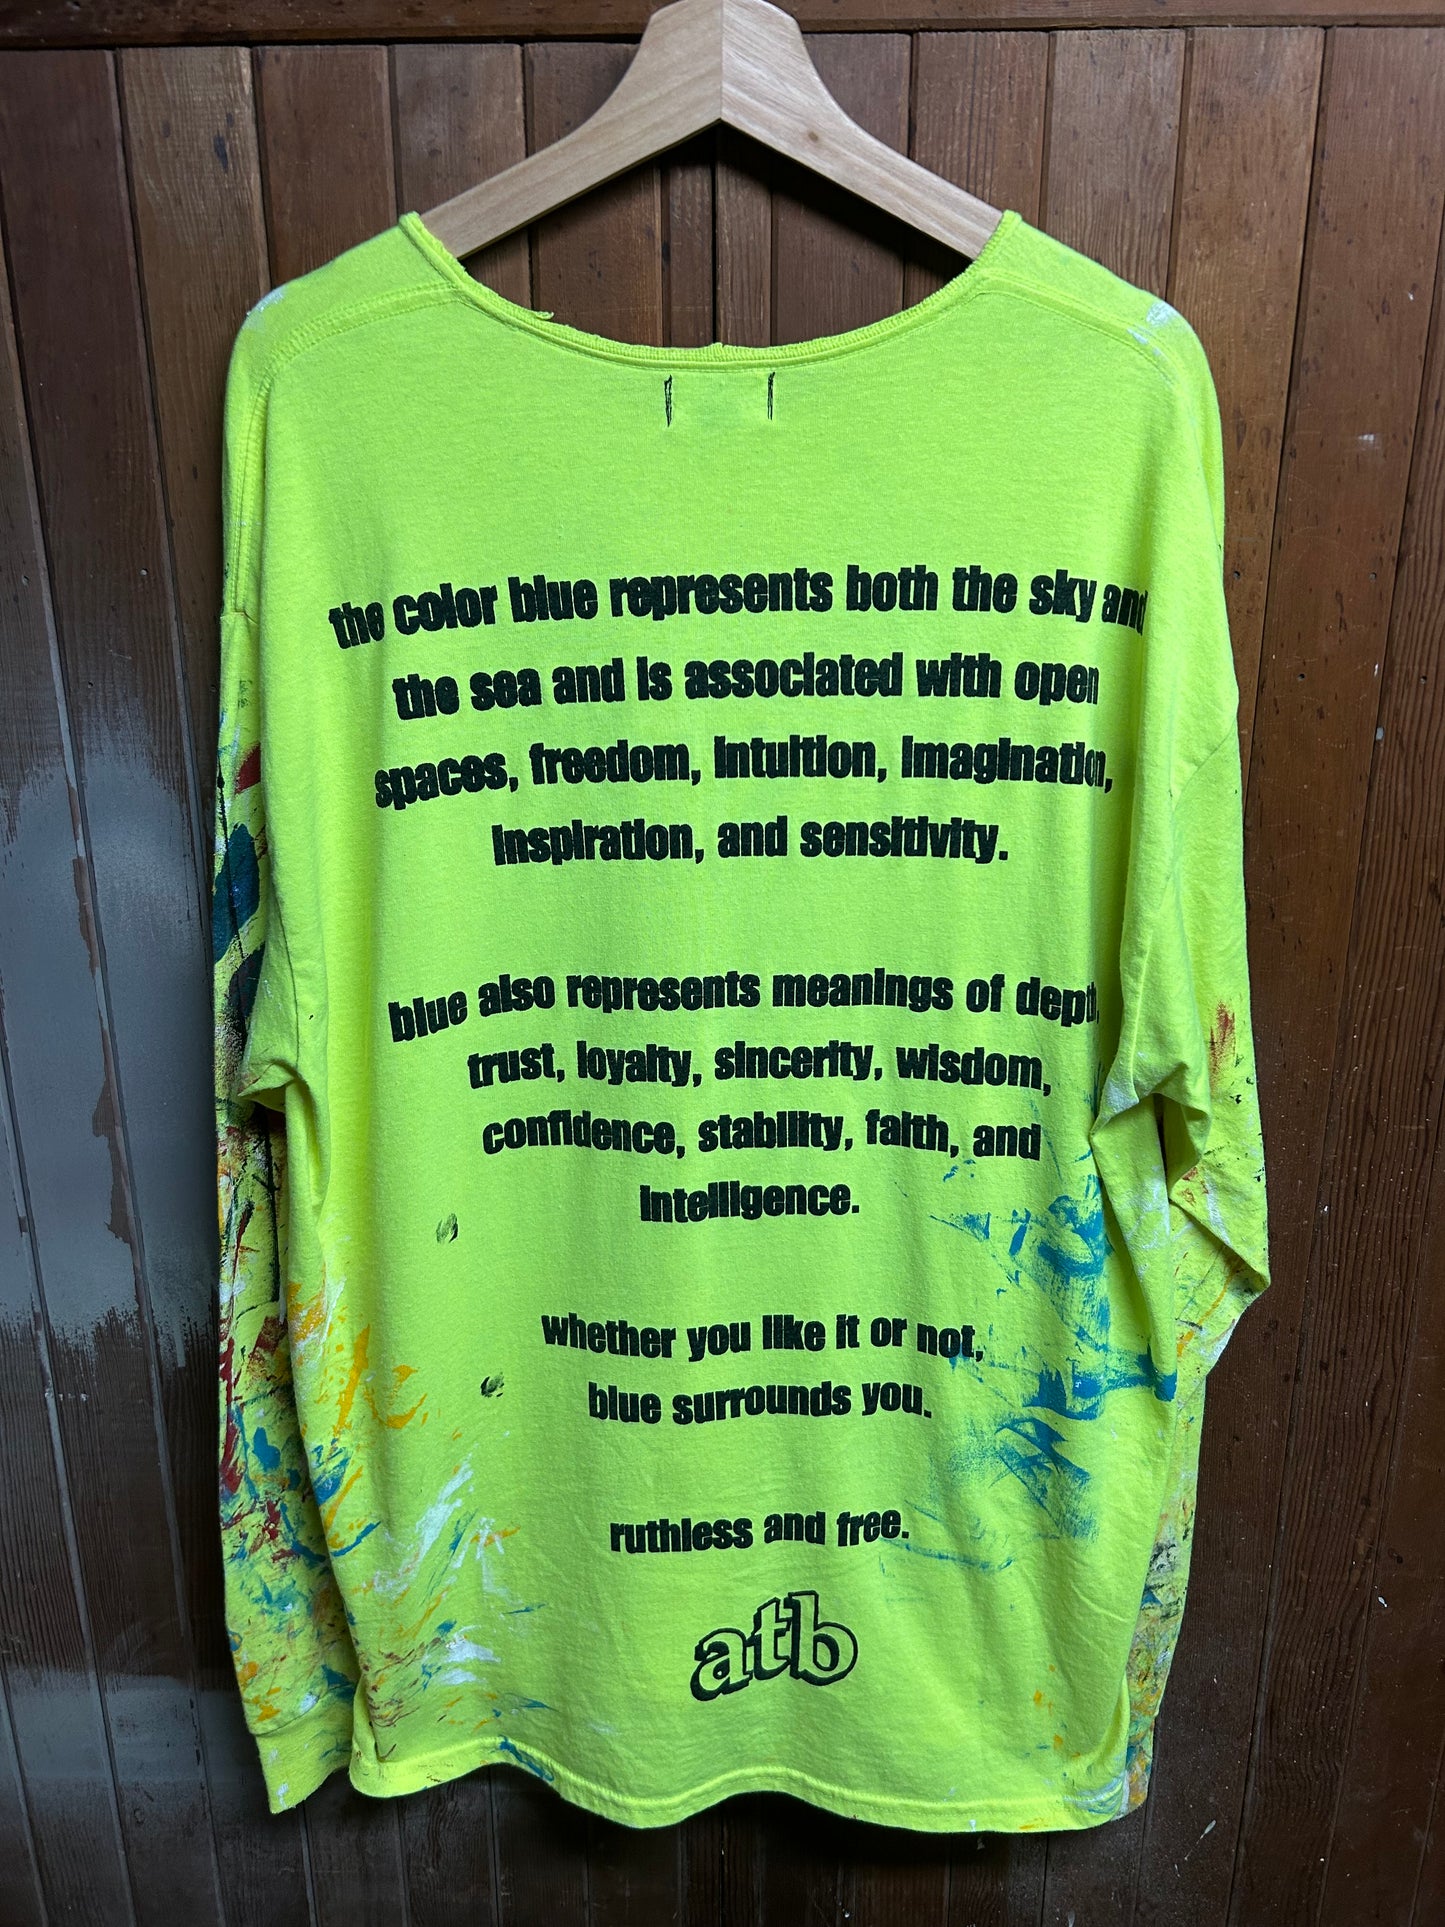 the color blue represents both the sky and
the sea and is associated with open
spaces, freedom, intuition, imagination,
inspiration, and sensitivity.
blue also represents meanings of depth,
trust, loyalty, sincerity, wisdom,
confidence, stability, faith, and
intelligence.
whether you like it or not,
blue surrounds you.
ruthless and free.
atb